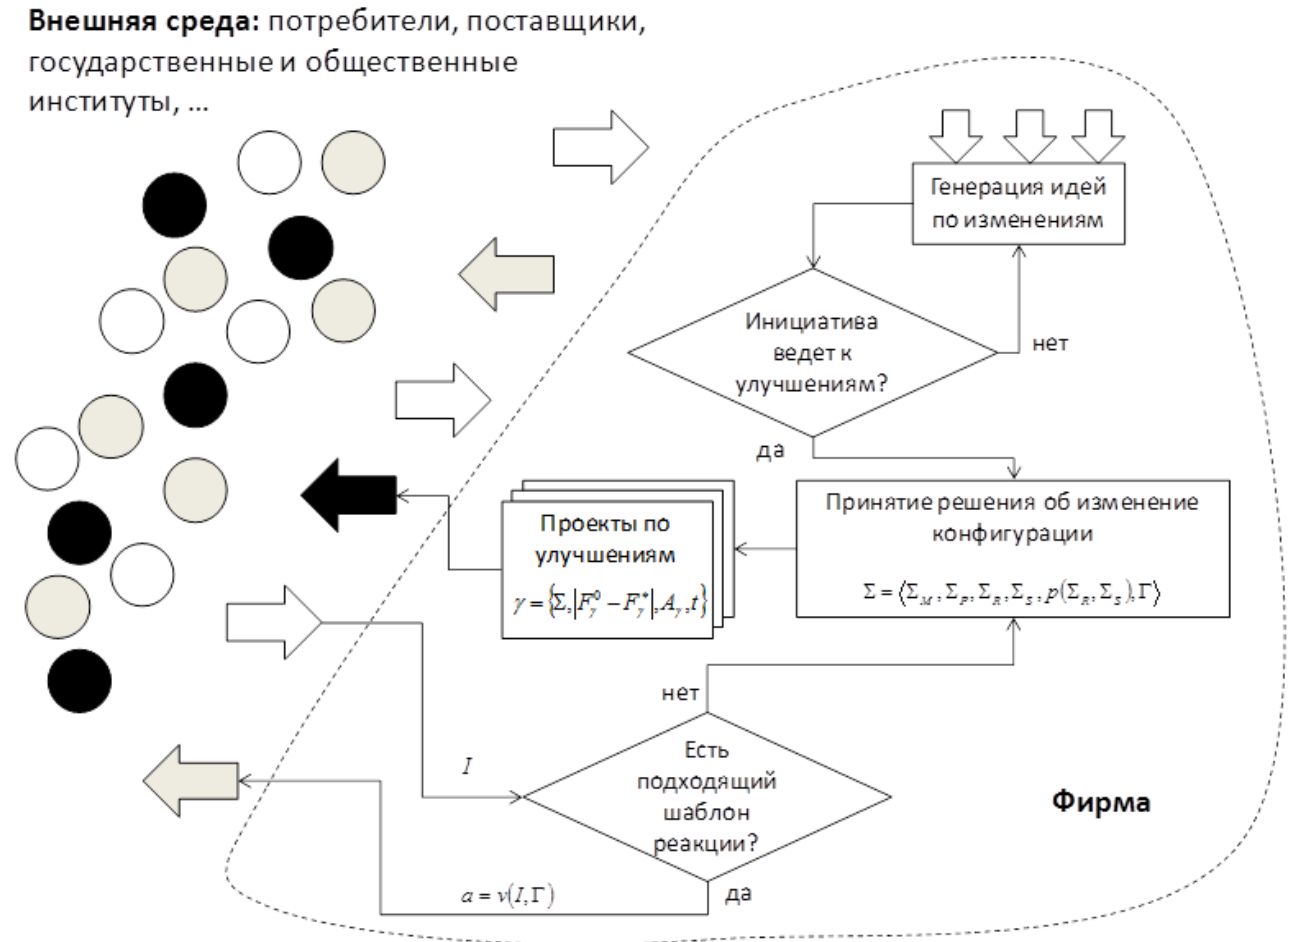 Внешняя среда: потребители, поставщики,
государственные и общественные
институты, ...
Генерация идей
по изменениям
Инициатива
ведет к
улучшениям?
нет
да
Проекты по
улучшениям
γ = {Σ, |F_γ^0 − F_γ^*|, A_γ, t}
Принятие решения об изменение
конфигурации
Σ = ⟨Σ_M, Σ_P, Σ_R, Σ_S, p(Σ_R, Σ_S), Γ⟩
нет
I
Есть
подходящий
шаблон
реакции?
Фирма
a = v(I,Γ)
да